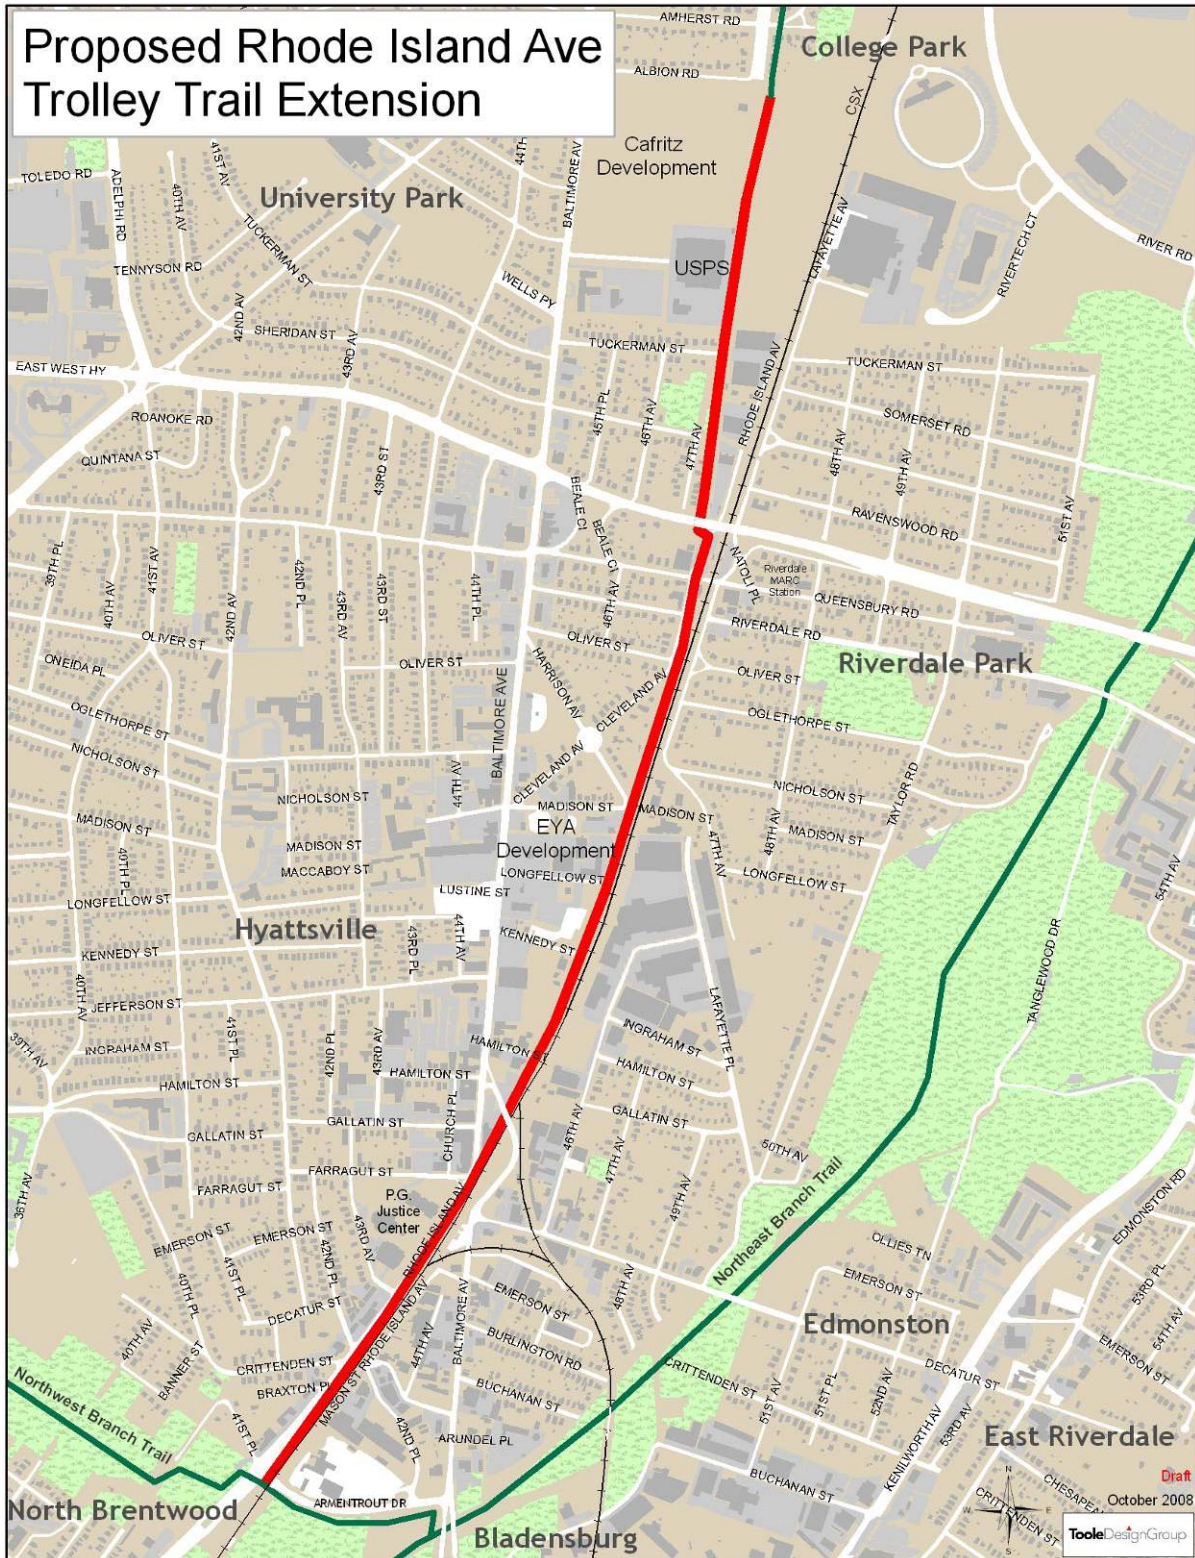 Proposed Rhode Island Ave
Trolley Trail Extension
AMHERST RD
College Park
ALBION RD
CSX
Cafritz
Development
44TH
BALTIMORE AV
41ST AV
TOLEDO RD
ADELPHI RD
40TH AV
University Park
TUCKERMAN ST
LAFAYETTE AV
RIVERTECH CT
RIVER RD
TENNYSON RD
USPS
WELLS PY
42ND AV
SHERIDAN ST
43RD AV
TUCKERMAN ST
RHODE ISLAND AV
TUCKERMAN ST
EAST WEST HY
45TH PL
46TH AV
47TH AV
SOMERSET RD
ROANOKE RD
48TH AV
49TH AV
QUINTANA ST
43RD ST
BEALE CI
RAVENSWOOD RD
51ST AV
BEALE CI
39TH PL
40TH AV
41ST AV
42ND AV
42ND PL
43RD AV
43RD ST
44TH PL
46TH AV
NATOLI PL
Riverdale
MARC
Station
QUEENSBURY RD
RIVERDALE RD
OLIVER ST
OLIVER ST
OLIVER ST
ONEIDA PL
HARRISON AV
CLEVELAND AV
OLIVER ST
Riverdale Park
OGLETHORPE ST
OGLETHORPE ST
BALTIMORE AVE
NICHOLSON ST
CLEVELAND AV
44TH AV
NICHOLSON ST
NICHOLSON ST
TAYLOR RD
MADISON ST
MADISON ST
MADISON ST
EYA
Development
MADISON ST
47TH AV
48TH AV
MADISON ST
40TH PL
MACCABOY ST
LONGFELLOW ST
LONGFELLOW ST
54TH AV
LONGFELLOW ST
LUSTINE ST
Hyattsville
44TH AV
43RD PL
KENNEDY ST
KENNEDY ST
TANGLEWOOD DR
40TH AV
JEFFERSON ST
LAFAYETTE PL
39TH AV
41ST PL
42ND PL
43RD AV
INGRAHAM ST
INGRAHAM ST
HAMILTON ST
HAMILTON ST
HAMILTON ST
HAMILTON ST
CHURCH PL
GALLATIN ST
GALLATIN ST
46TH AV
GALLATIN ST
50TH AV
47TH AV
FARRAGUT ST
FARRAGUT ST
36TH AV
P.G.
Justice
Center
RHODE ISLAND AV
49TH AV
Northeast Branch Trail
EDMONSTON RD
EMERSON ST
EMERSON ST
43RD AV
OLLIES TN
40TH PL
41ST PL
42ND PL
EMERSON ST
48TH AV
EMERSON ST
53RD PL
54TH AV
DECATUR ST
RHODE ISLAND AV
BALTIMORE AV
44TH AV
BURLINGTON RD
Edmonston
EMERSON ST
40TH AV
BANNER ST
CRITTENDEN ST
CRITTENDEN ST
DECATUR ST
BRAXTON PL
MASON ST
BUCHANAN ST
51ST AV
51ST PL
52ND AV
Northwest Branch Trail
41ST PL
42ND PL
ARUNDEL PL
KENILWORTH AV
53RD AV
East Riverdale
BUCHANAN ST
N
W
E
S
CHESAPEA
CRITTENDEN ST
Draft
October 2008
North Brentwood
ARMENTROUT DR
Bladensburg
TooleDesignGroup